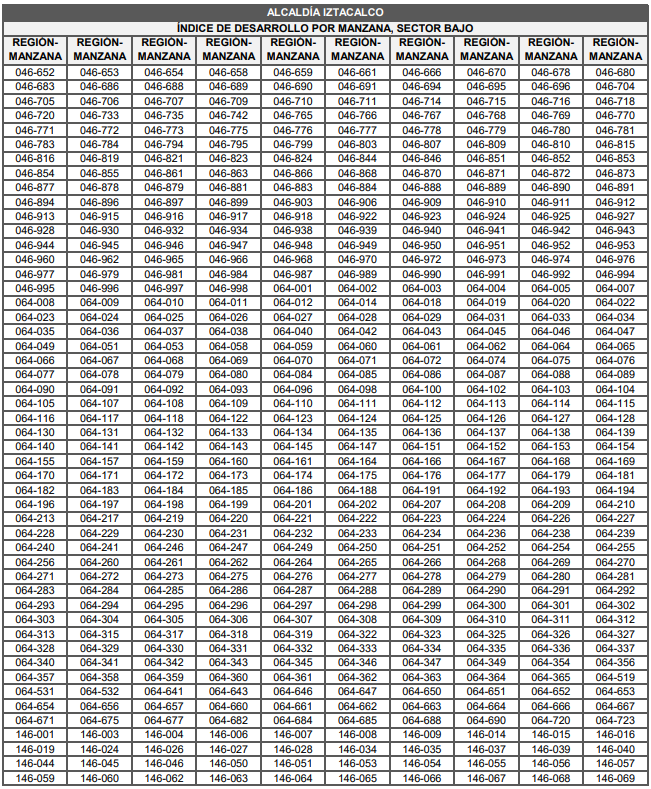 ALCALDÍA IZTACALCO
ÍNDICE DE DESARROLLO POR MANZANA, SECTOR BAJO
REGIÓN-MANZANA REGIÓN-MANZANA REGIÓN-MANZANA REGIÓN-MANZANA REGIÓN-MANZANA REGIÓN-MANZANA REGIÓN-MANZANA REGIÓN-MANZANA REGIÓN-MANZANA REGIÓN-MANZANA
046-652 046-653 046-654 046-658 046-659 046-661 046-666 046-670 046-678 046-680
046-683 046-686 046-688 046-689 046-690 046-691 046-694 046-695 046-696 046-704
046-705 046-706 046-707 046-709 046-710 046-711 046-714 046-715 046-716 046-718
046-720 046-733 046-735 046-742 046-765 046-766 046-767 046-768 046-769 046-770
046-771 046-772 046-773 046-775 046-776 046-777 046-778 046-779 046-780 046-781
046-783 046-784 046-794 046-795 046-799 046-803 046-807 046-809 046-810 046-815
046-816 046-819 046-821 046-823 046-824 046-844 046-846 046-851 046-852 046-853
046-854 046-855 046-861 046-863 046-866 046-868 046-870 046-871 046-872 046-873
046-877 046-878 046-879 046-881 046-883 046-884 046-888 046-889 046-890 046-891
046-894 046-896 046-897 046-899 046-903 046-906 046-909 046-910 046-911 046-912
046-913 046-915 046-916 046-917 046-918 046-922 046-923 046-924 046-925 046-927
046-928 046-930 046-932 046-934 046-938 046-939 046-940 046-941 046-942 046-943
046-944 046-945 046-946 046-947 046-948 046-949 046-950 046-951 046-952 046-953
046-960 046-962 046-965 046-966 046-968 046-970 046-972 046-973 046-974 046-976
046-977 046-979 046-981 046-984 046-987 046-989 046-990 046-991 046-992 046-994
046-995 046-996 046-997 046-998 064-001 064-002 064-003 064-004 064-005 064-007
064-008 064-009 064-010 064-011 064-012 064-014 064-018 064-019 064-020 064-022
064-023 064-024 064-025 064-026 064-027 064-028 064-029 064-031 064-033 064-034
064-035 064-036 064-037 064-038 064-040 064-042 064-043 064-045 064-046 064-047
064-049 064-051 064-053 064-058 064-059 064-060 064-061 064-062 064-064 064-065
064-066 064-067 064-068 064-069 064-070 064-071 064-072 064-074 064-075 064-076
064-077 064-078 064-079 064-080 064-084 064-085 064-086 064-087 064-088 064-089
064-090 064-091 064-092 064-093 064-096 064-098 064-100 064-102 064-103 064-104
064-105 064-107 064-108 064-109 064-110 064-111 064-112 064-113 064-114 064-115
064-116 064-117 064-118 064-122 064-123 064-124 064-125 064-126 064-127 064-128
064-130 064-131 064-132 064-133 064-134 064-135 064-136 064-137 064-138 064-139
064-140 064-141 064-142 064-143 064-145 064-147 064-151 064-152 064-153 064-154
064-155 064-157 064-159 064-160 064-161 064-164 064-166 064-167 064-168 064-169
064-170 064-171 064-172 064-173 064-174 064-175 064-176 064-177 064-179 064-181
064-182 064-183 064-184 064-185 064-186 064-188 064-191 064-192 064-193 064-194
064-196 064-197 064-198 064-199 064-201 064-202 064-207 064-208 064-209 064-210
064-213 064-217 064-219 064-220 064-221 064-222 064-223 064-224 064-226 064-227
064-228 064-229 064-230 064-231 064-232 064-233 064-234 064-236 064-238 064-239
064-240 064-241 064-246 064-247 064-249 064-250 064-251 064-252 064-254 064-255
064-256 064-260 064-261 064-262 064-264 064-265 064-266 064-268 064-269 064-270
064-271 064-272 064-273 064-275 064-276 064-277 064-278 064-279 064-280 064-281
064-283 064-284 064-285 064-286 064-287 064-288 064-289 064-290 064-291 064-292
064-293 064-294 064-295 064-296 064-297 064-298 064-299 064-300 064-301 064-302
064-303 064-304 064-305 064-306 064-307 064-308 064-309 064-310 064-311 064-312
064-313 064-315 064-317 064-318 064-319 064-322 064-323 064-325 064-326 064-327
064-328 064-329 064-330 064-331 064-332 064-333 064-334 064-335 064-336 064-337
064-340 064-341 064-342 064-343 064-345 064-346 064-347 064-349 064-354 064-356
064-357 064-358 064-359 064-360 064-361 064-362 064-363 064-364 064-365 064-519
064-531 064-532 064-641 064-643 064-646 064-647 064-650 064-651 064-652 064-653
064-654 064-656 064-657 064-660 064-661 064-662 064-663 064-664 064-666 064-667
064-671 064-675 064-677 064-682 064-684 064-685 064-688 064-690 064-720 064-723
146-001 146-003 146-004 146-006 146-007 146-008 146-009 146-014 146-015 146-016
146-019 146-024 146-026 146-027 146-028 146-034 146-035 146-037 146-039 146-040
146-044 146-045 146-046 146-050 146-051 146-053 146-054 146-055 146-056 146-057
146-059 146-060 146-062 146-063 146-064 146-065 146-066 146-067 146-068 146-069